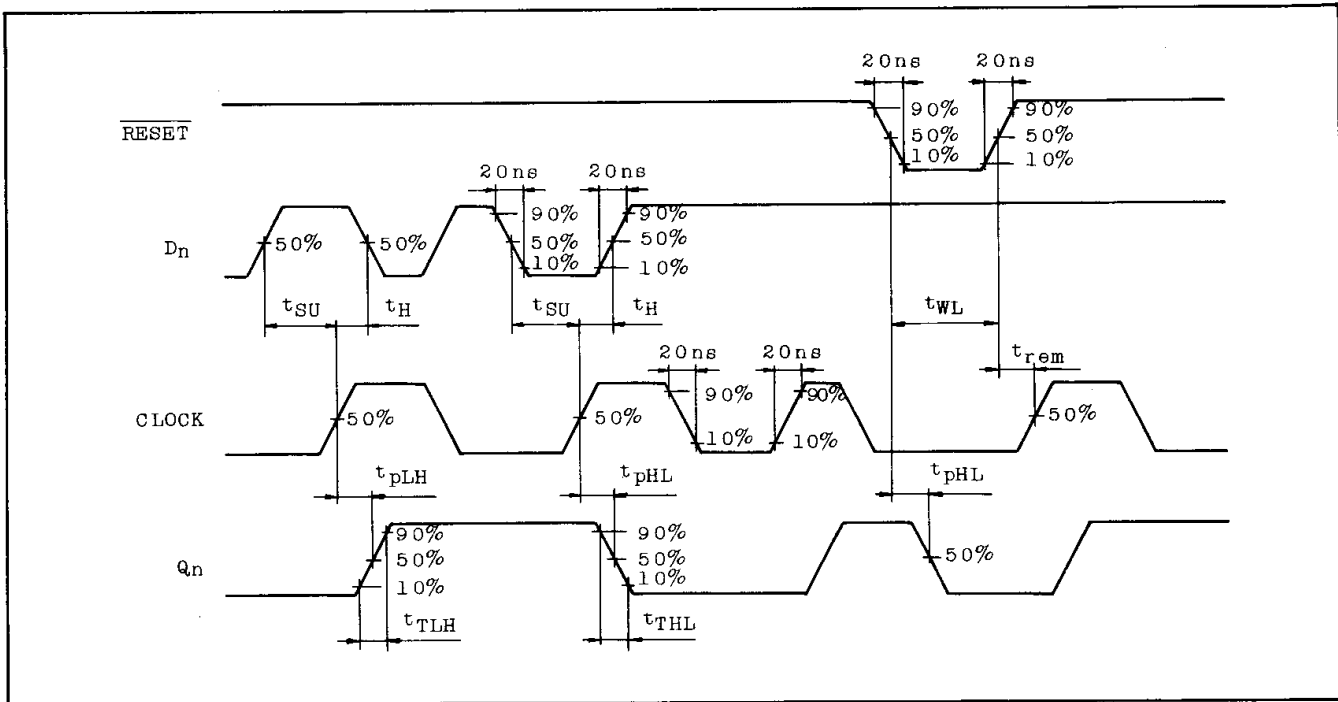 20ns 20ns
RESET
90% 90%
50% 50%
10% 10%
20ns 20ns
Dn
50% 50% 90% 90%
50% 50%
10% 10%
tSU tH tSU tH tWL
20ns 20ns trem
CLOCK
50% 50% 90% 90% 50%
10% 10%
tpLH tpHL tpHL
Qn
90% 90%
50% 50% 50%
10% 10%
tTLH tTHL